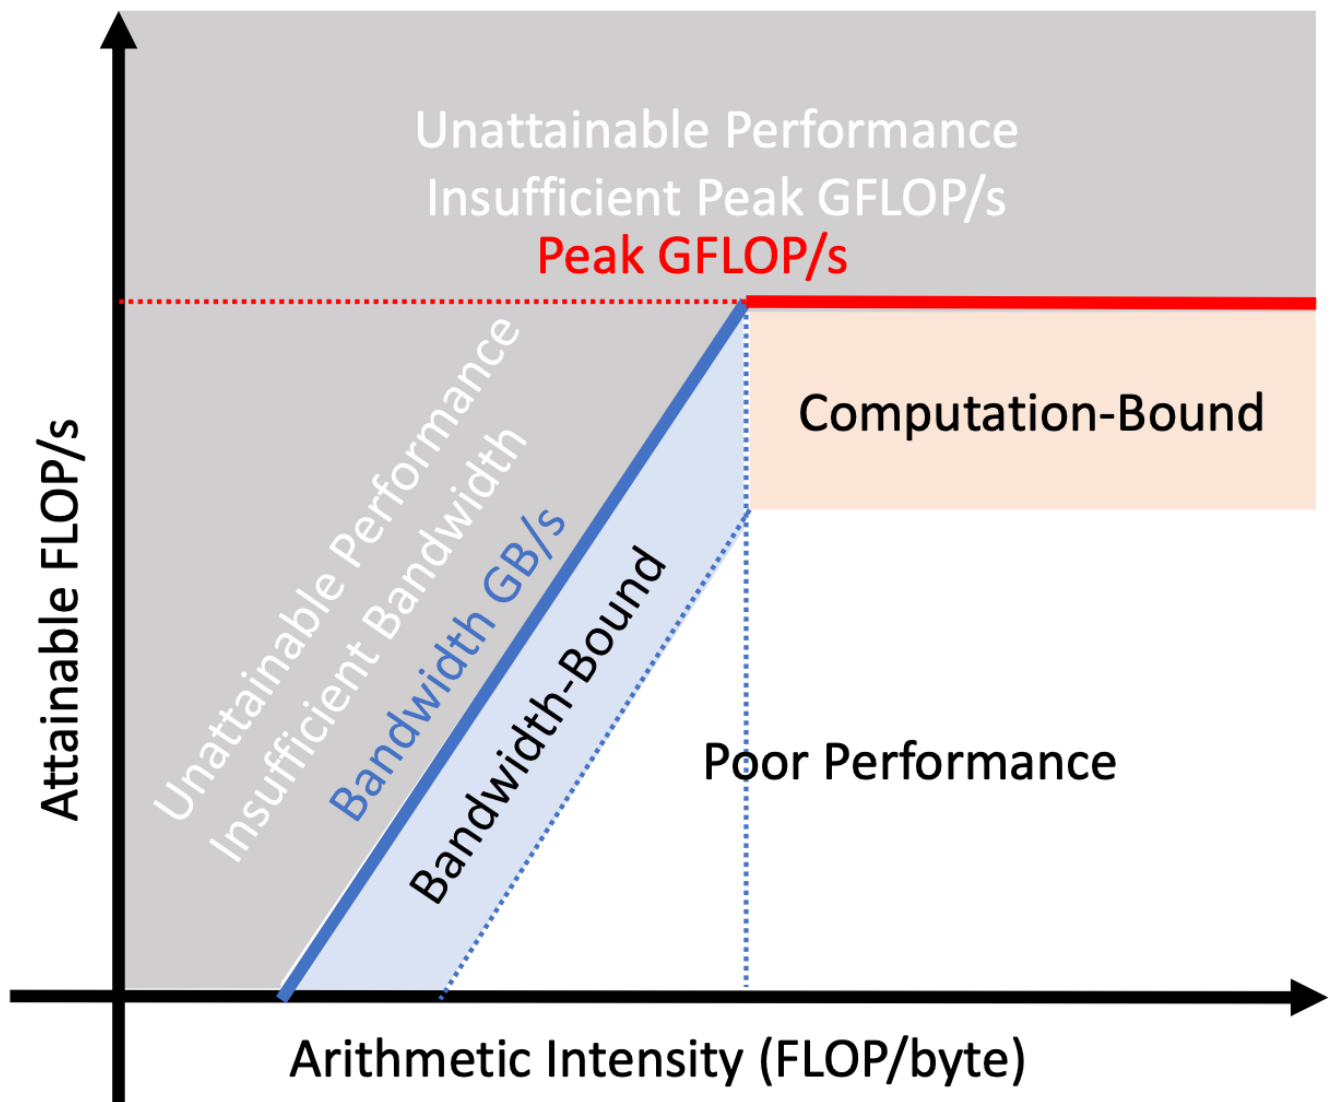 Unattainable Performance
Insufficient Peak GFLOP/s
Peak GFLOP/s
Unattainable Performance
Insufficient Bandwidth
Bandwidth GB/s
Bandwidth-Bound
Computation-Bound
Poor Performance
Attainable FLOP/s
Arithmetic Intensity (FLOP/byte)